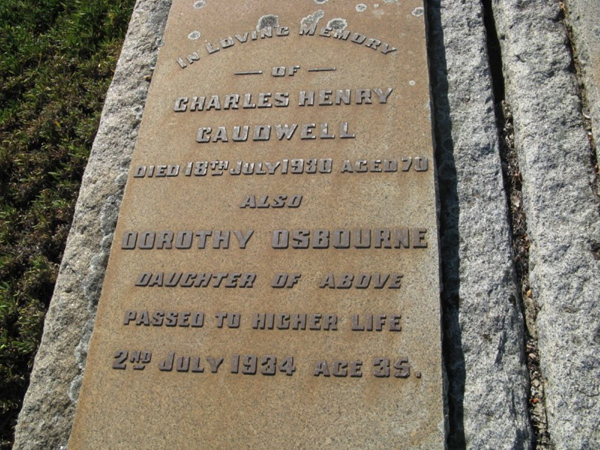 IN LOVING MEMORY
— OF —
CHARLES HENRY
CAUDWELL
DIED 18TH JULY 1930 AGED 70
ALSO
DOROTHY OSBOURNE
DAUGHTER OF ABOVE
PASSED TO HIGHER LIFE
2ND JULY 1934 AGE 35.